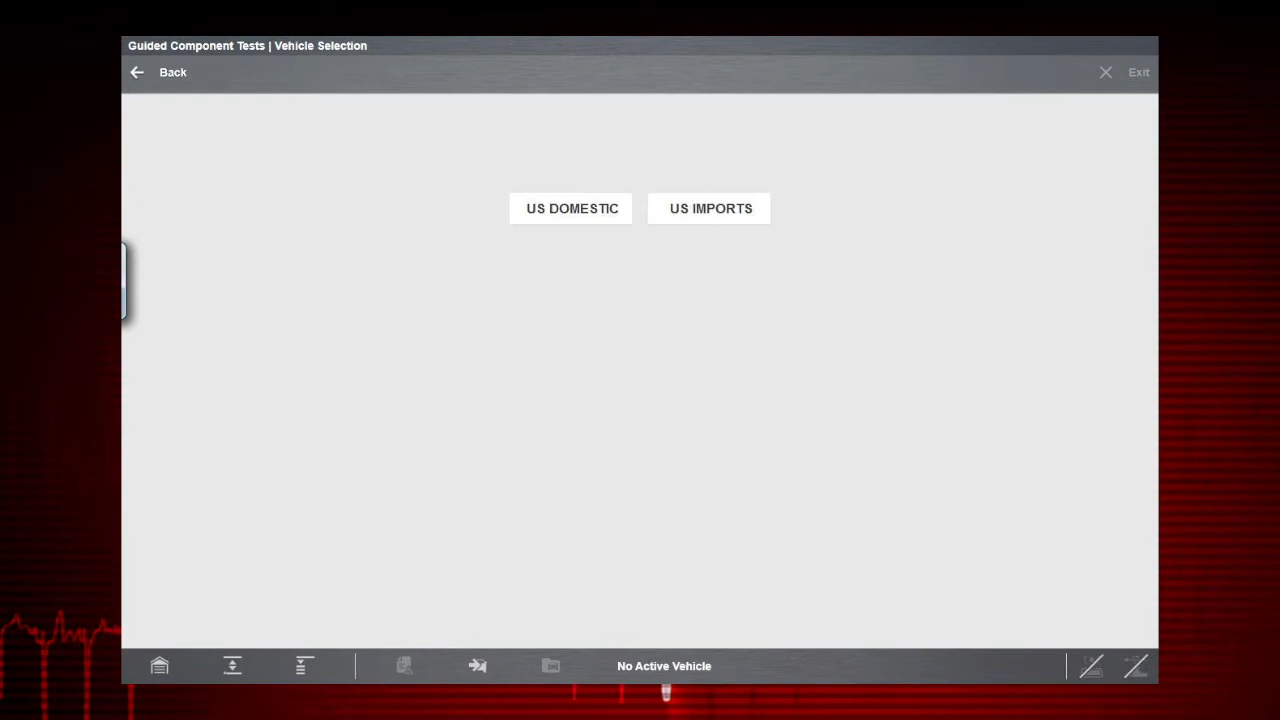 Guided Component Tests | Vehicle Selection
Back
Exit
US DOMESTIC
US IMPORTS
No Active Vehicle